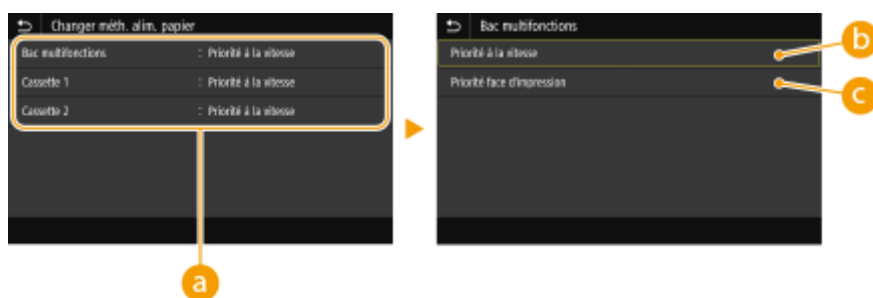 Changer méth. alim. papier
Bac multifonctions : Priorité à la vitesse
Cassette 1 : Priorité à la vitesse
Cassette 2 : Priorité à la vitesse
a
Bac multifonctions
Priorité à la vitesse
b
Priorité face d'impression
c